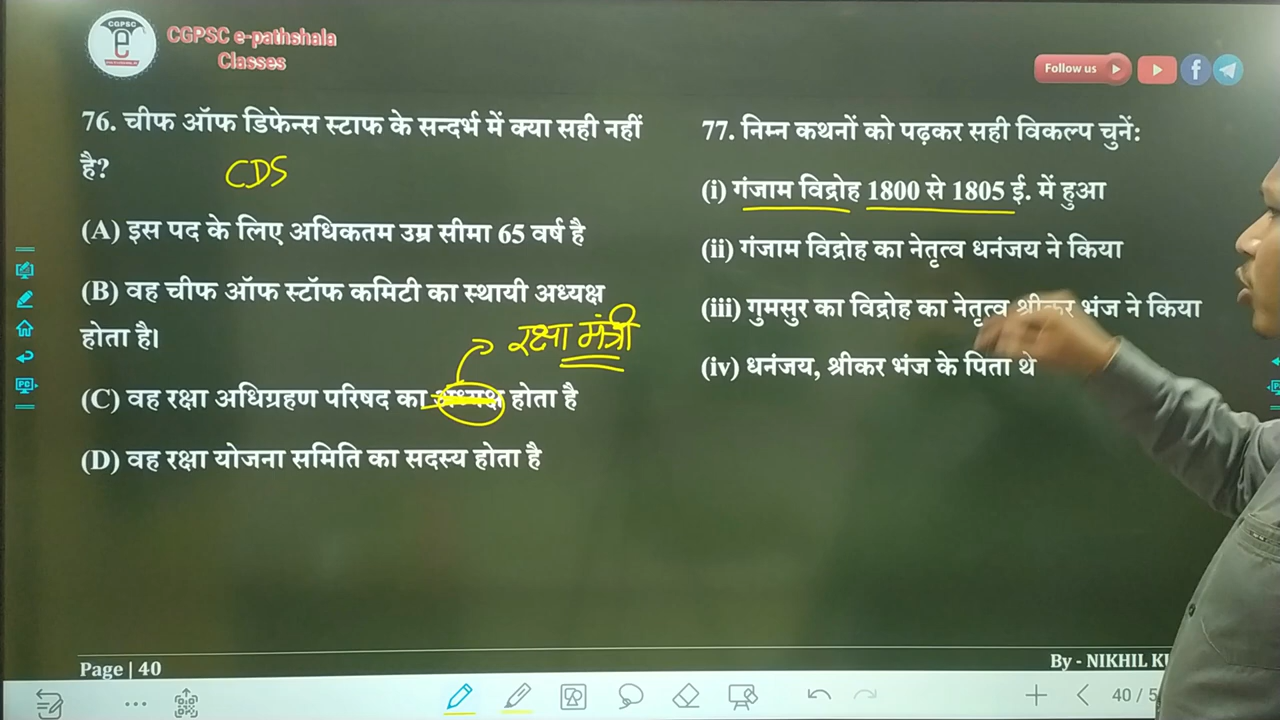 CGPSC
e
CGPSC e-pathshala
Classes
Follow us
76. चीफ ऑफ डिफेन्स स्टाफ के सन्दर्भ में क्या सही नहीं
है?
CDS
(A) इस पद के लिए अधिकतम उम्र सीमा 65 वर्ष है
(B) वह चीफ ऑफ स्टॉफ कमिटी का स्थायी अध्यक्ष
होता है।
रक्षा मंत्री
(C) वह रक्षा अधिग्रहण परिषद का अध्यक्ष होता है
(D) वह रक्षा योजना समिति का सदस्य होता है
77. निम्न कथनों को पढ़कर सही विकल्प चुनें:
(i) गंजाम विद्रोह 1800 से 1805 ई. में हुआ
(ii) गंजाम विद्रोह का नेतृत्व धनंजय ने किया
(iii) गुमसुर का विद्रोह का नेतृत्व श्रीकर भंज ने किया
(iv) धनंजय, श्रीकर भंज के पिता थे
Page | 40
By - NIKHIL
40 / 5